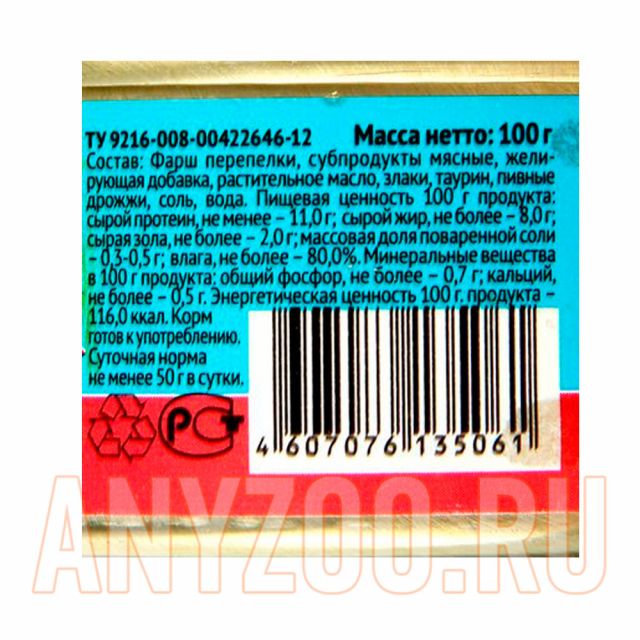 ТУ 9216-008-00422646-12 Масса нетто: 100 г
Состав: Фарш перепелки, субпродукты мясные, жели-
рующая добавка, растительное масло, злаки, таурин, пивные
дрожжи, соль, вода. Пищевая ценность 100 г продукта:
сырой протеин, не менее – 11,0 г; сырой жир, не более – 8,0 г;
сырая зола, не более – 2,0 г; массовая доля поваренной соли
– 0,3-0,5 г; влага, не более – 80,0%. Минеральные вещества
в 100 г продукта: общий фосфор, не более – 0,7 г; кальций,
не более – 0,5 г. Энергетическая ценность 100 г. продукта –
116,0 ккал. Корм
готов к употреблению.
Суточная норма
не менее 50 г в сутки.
РСТ
4 607076 135061
ANYZOO.RU